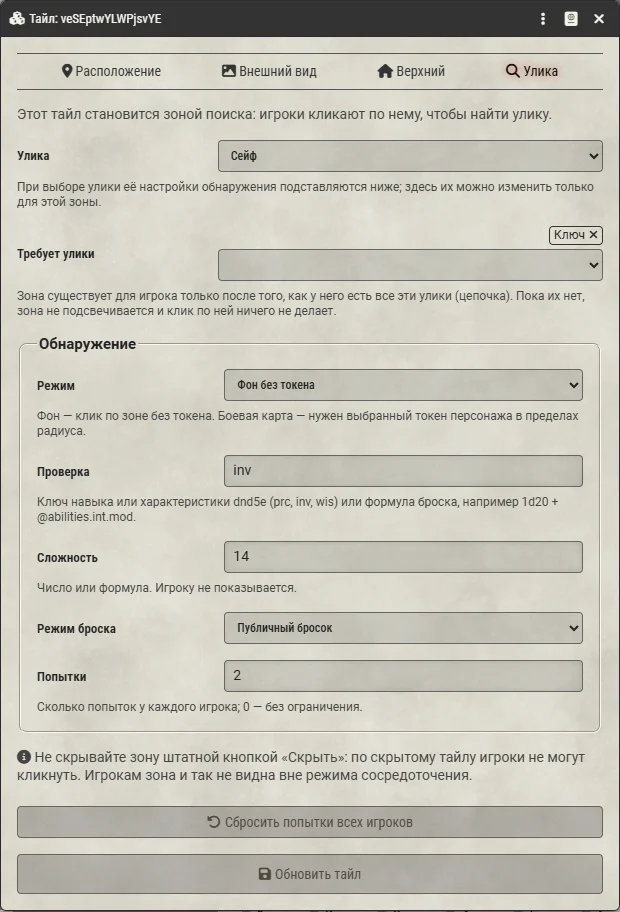 Тайл: veSEptwYLWPjsvYE
Расположение Внешний вид Верхний Улика
Этот тайл становится зоной поиска: игроки кликают по нему, чтобы найти улику.
Улика Сейф
При выборе улики её настройки обнаружения подставляются ниже; здесь их можно изменить только
для этой зоны.
Ключ ✕
Требует улики
Зона существует для игрока только после того, как у него есть все эти улики (цепочка). Пока их нет,
зона не подсвечивается и клик по ней ничего не делает.
Обнаружение
Режим Фон без токена
Фон — клик по зоне без токена. Боевая карта — нужен выбранный токен персонажа в пределах
радиуса.
Проверка inv
Ключ навыка или характеристики dnd5e (prc, inv, wis) или формула броска, например 1d20 +
@abilities.int.mod.
Сложность 14
Число или формула. Игроку не показывается.
Режим броска Публичный бросок
Попытки 2
Сколько попыток у каждого игрока; 0 — без ограничения.
Не скрывайте зону штатной кнопкой «Скрыть»: по скрытому тайлу игроки не могут
кликнуть. Игрокам зона и так не видна вне режима сосредоточения.
Сбросить попытки всех игроков
Обновить тайл